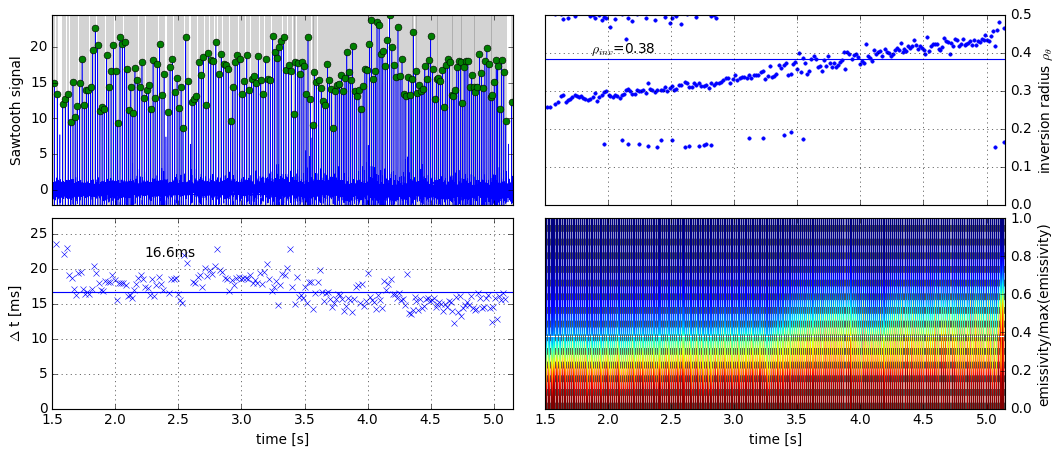 20
15
10
5
0
Sawtooth signal
ρinv=0.38
0.5
0.4
0.3
0.2
0.1
0.0
inversion radius ρθ
25
20
15
10
5
0
Δ t [ms]
16.6ms
1.5 2.0 2.5 3.0 3.5 4.0 4.5 5.0
time [s]
1.0
0.8
0.6
0.4
0.2
0.0
emissivity/max(emissivity)
1.5 2.0 2.5 3.0 3.5 4.0 4.5 5.0
time [s]